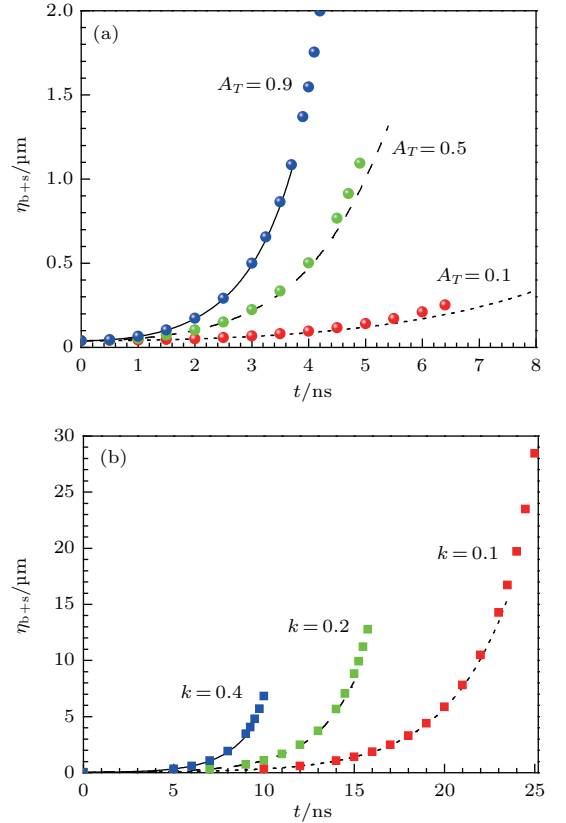 (a)
2.0
1.5
1.0
0.5
0
η_{b+s}/µm
A_T = 0.9
A_T = 0.5
A_T = 0.1
0 1 2 3 4 5 6 7 8
t/ns
(b)
30
25
20
15
10
5
0
η_{b+s}/µm
k = 0.1
k = 0.2
k = 0.4
0 5 10 15 20 25
t/ns